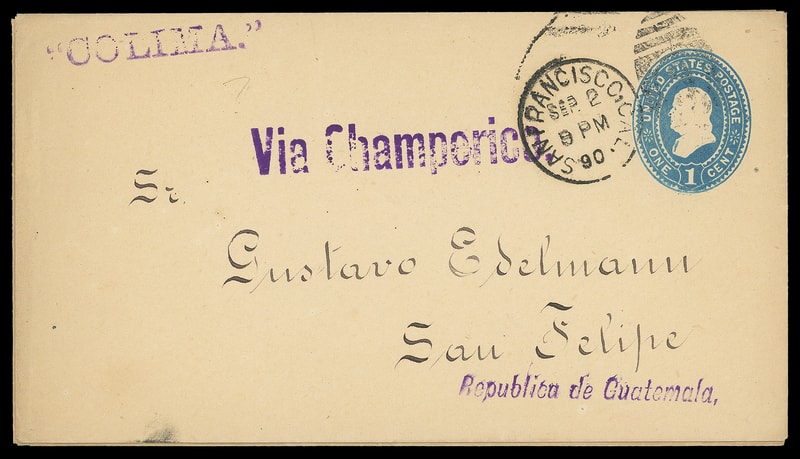 "COLIMA."
Via Champerico.
SAN FRANCISCO, CAL.
SEP 2
8 PM
90
UNITED STATES POSTAGE
ONE 1 CENT
Sr.
Gustavo Edelmann
San Felipe
Republica de Guatemala,